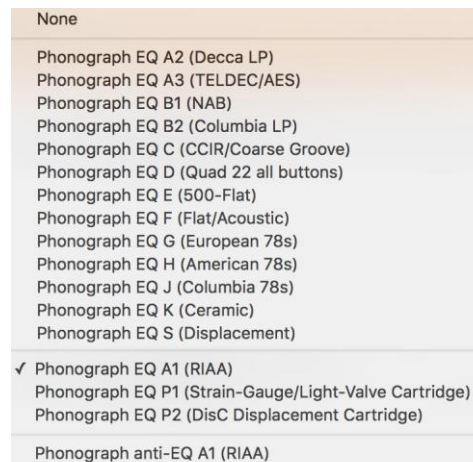 None
Phonograph EQ A2 (Decca LP)
Phonograph EQ A3 (TELDEC/AES)
Phonograph EQ B1 (NAB)
Phonograph EQ B2 (Columbia LP)
Phonograph EQ C (CCIR/Coarse Groove)
Phonograph EQ D (Quad 22 all buttons)
Phonograph EQ E (500-Flat)
Phonograph EQ F (Flat/Acoustic)
Phonograph EQ G (European 78s)
Phonograph EQ H (American 78s)
Phonograph EQ J (Columbia 78s)
Phonograph EQ K (Ceramic)
Phonograph EQ S (Displacement)
✓ Phonograph EQ A1 (RIAA)
Phonograph EQ P1 (Strain-Gauge/Light-Valve Cartridge)
Phonograph EQ P2 (DisC Displacement Cartridge)
Phonograph anti-EQ A1 (RIAA)